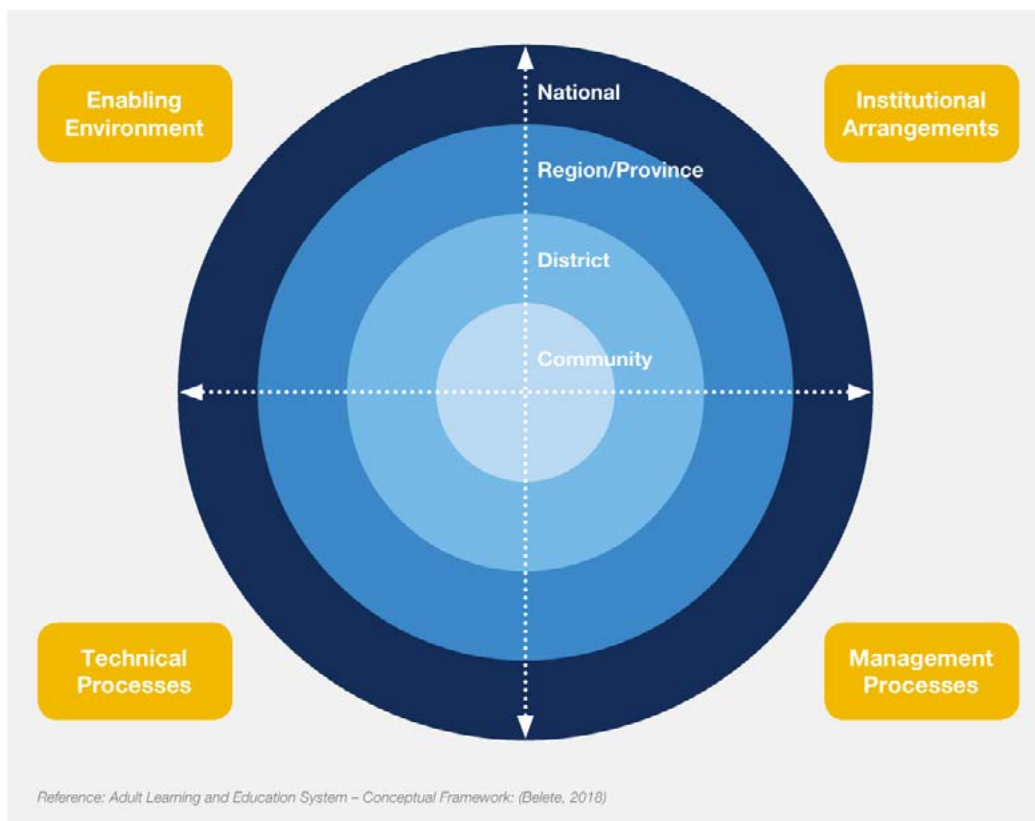 Enabling
Environment
National
Institutional
Arrangements
Region/Province
District
Community
Technical
Processes
Management
Processes
Reference: Adult Learning and Education System – Conceptual Framework: (Belete, 2018)